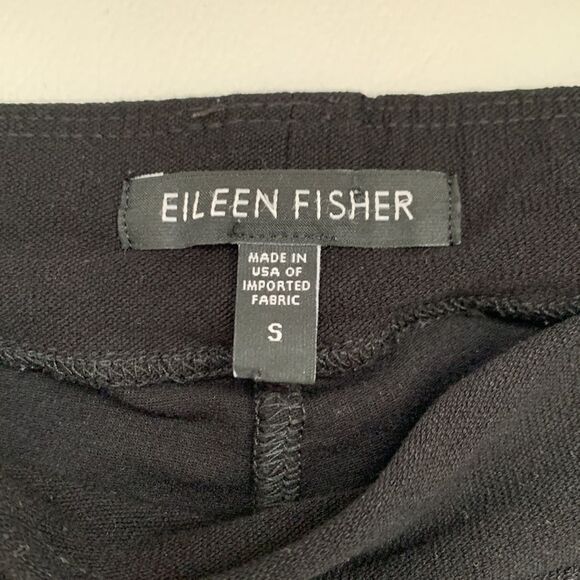 EILEEN FISHER
MADE IN
USA OF
IMPORTED
FABRIC
S